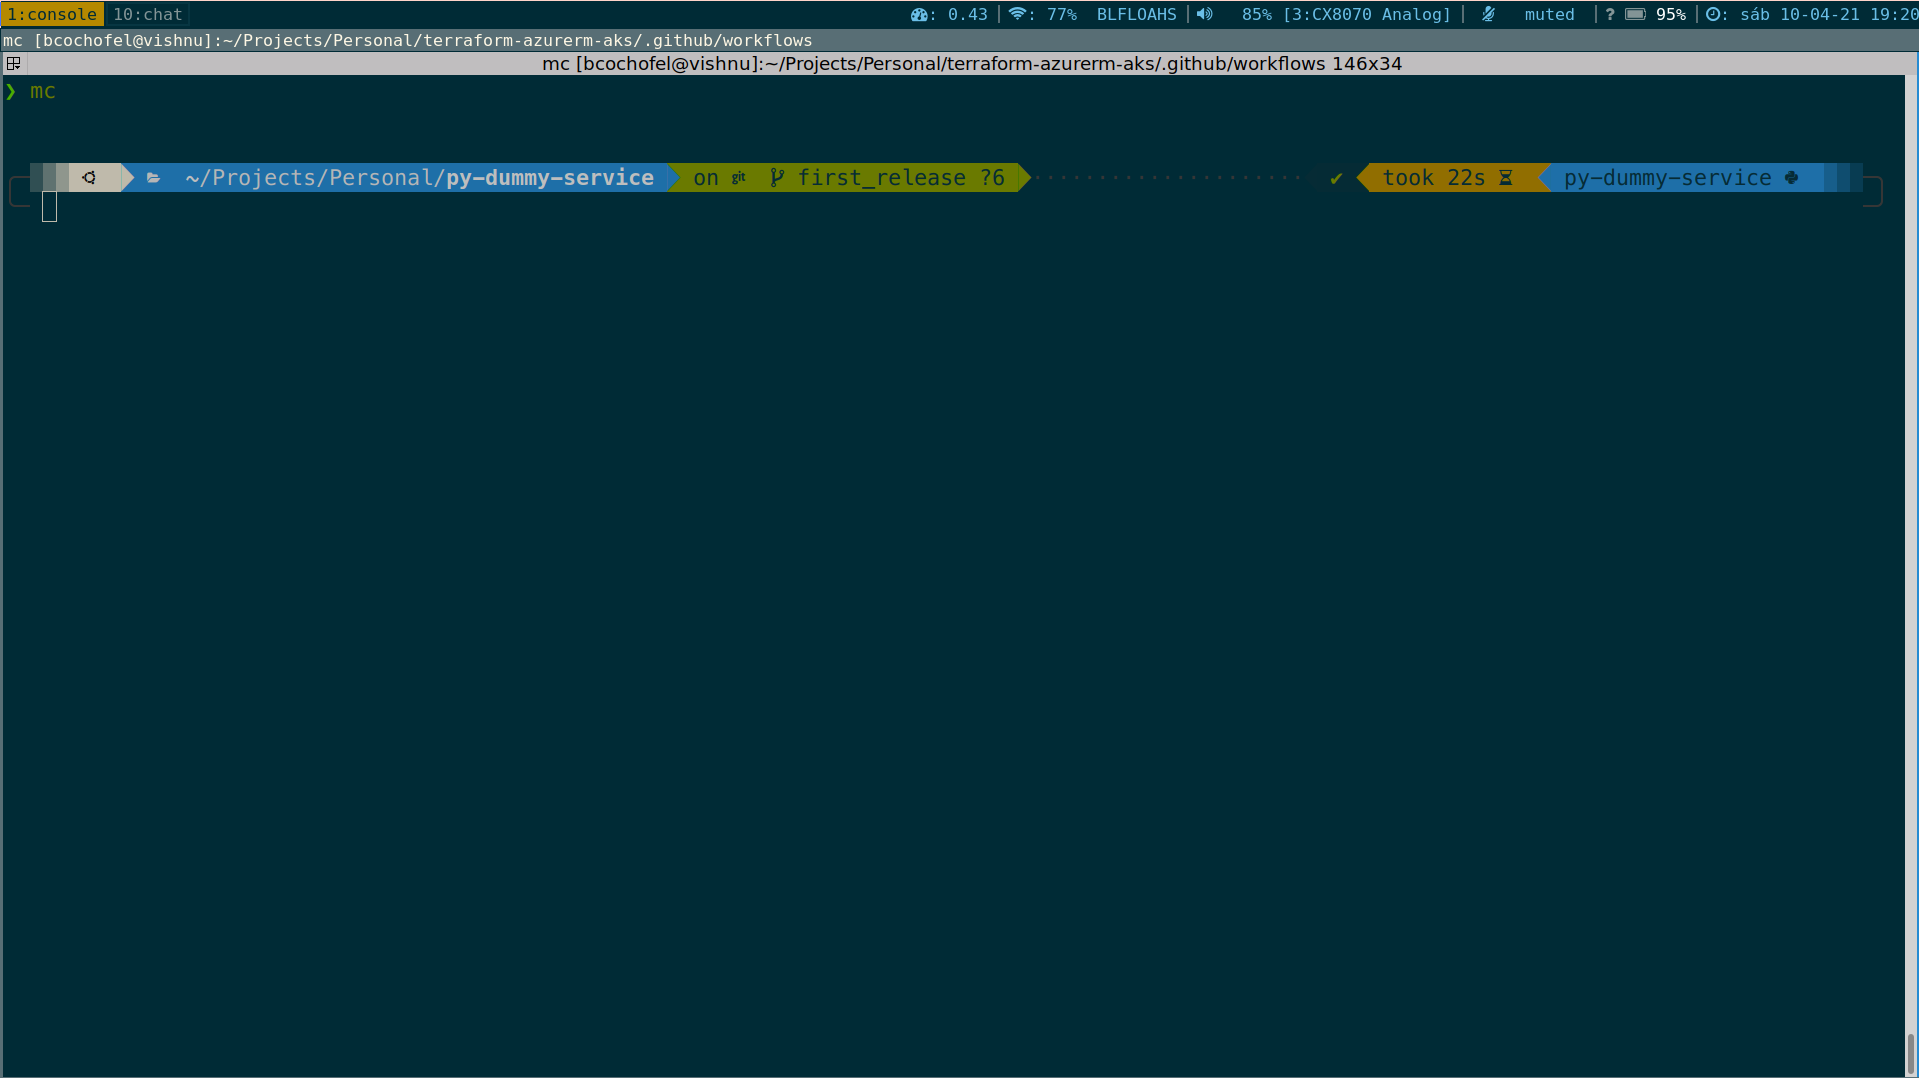 1:console 10:chat : 0.43 | : 77% BLFLOAHS | 85% [3:CX8070 Analog] | muted | ? 95% | : sáb 10-04-21 19:20
mc [bcochofel@vishnu]:~/Projects/Personal/terraform-azurerm-aks/.github/workflows
mc [bcochofel@vishnu]:~/Projects/Personal/terraform-azurerm-aks/.github/workflows 146x34
❯ mc
~/Projects/Personal/py-dummy-service on git first_release ?6 ✔ took 22s py-dummy-service